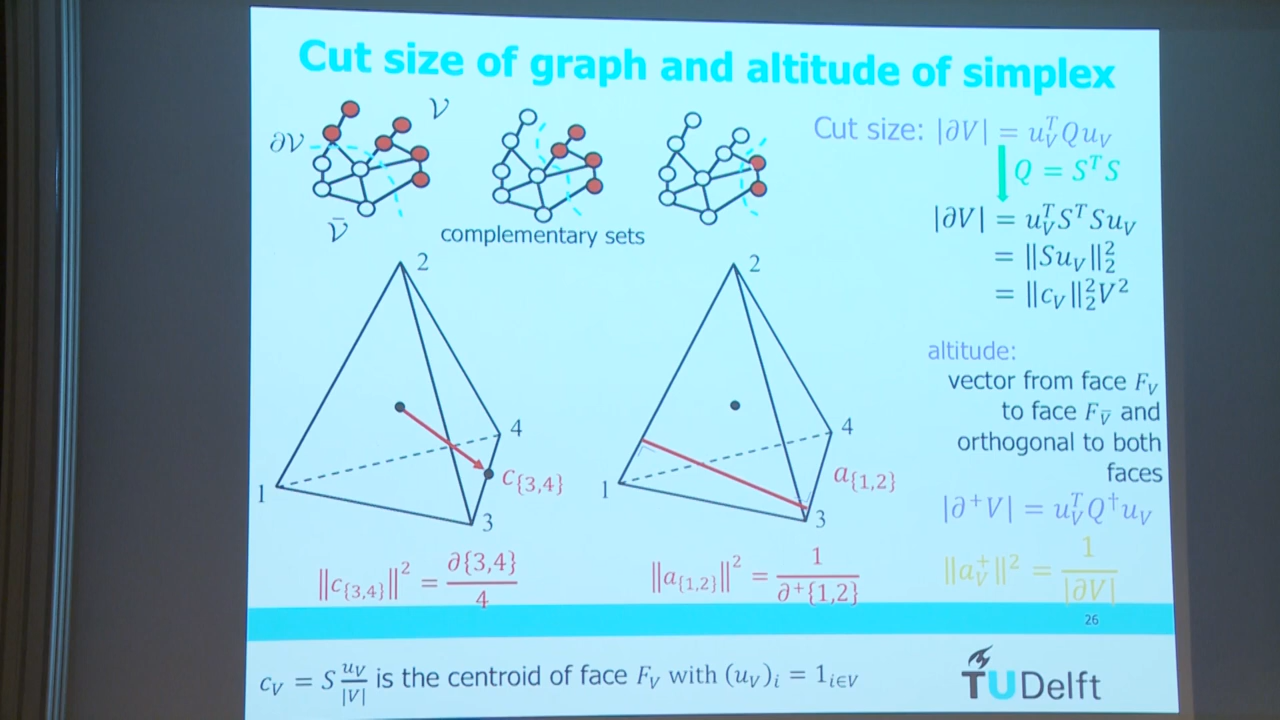 Cut size of graph and altitude of simplex
∂𝒱
𝒱
𝒱̄
complementary sets
Cut size: |∂V| = u_V^T Q u_V
Q = S^T S
|∂V| = u_V^T S^T S u_V
= ‖S u_V‖_2^2
= ‖c_V‖_2^2 V^2
2
1
4
3
c_{3,4}
2
1
4
3
a_{1,2}
altitude:
vector from face F_V
to face F_V̄ and
orthogonal to both
faces
|∂⁺V| = u_V^T Q^† u_V
‖c_{3,4}‖² = ∂{3,4}/4
‖a_{1,2}‖² = 1/∂⁺{1,2}
‖a_V^+‖² = 1/|∂V|
26
c_V = S u_V/|V| is the centroid of face F_V with (u_V)_i = 1_{i∈V}
TU Delft